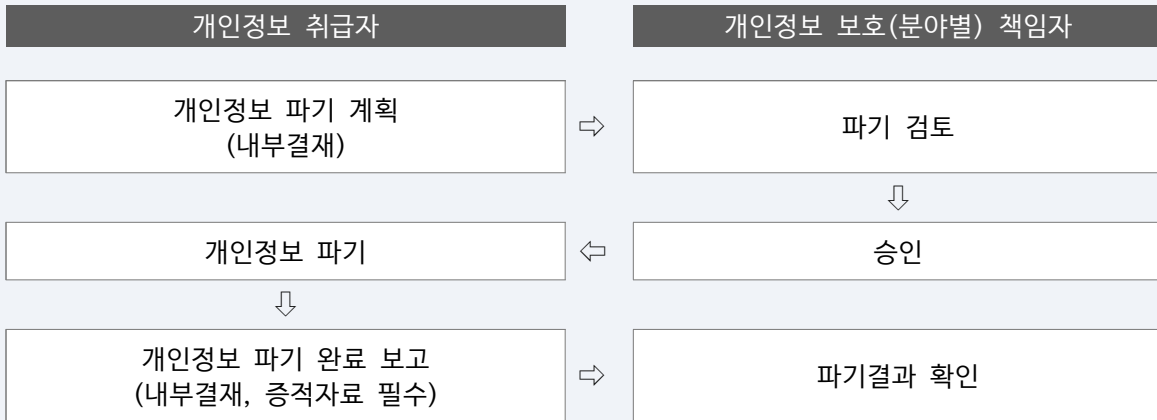 개인정보 취급자
개인정보 보호(분야별) 책임자
개인정보 파기 계획
(내부결재)
⇨
파기 검토
⇩
개인정보 파기
⇦
승인
⇩
개인정보 파기 완료 보고
(내부결재, 증적자료 필수)
⇨
파기결과 확인